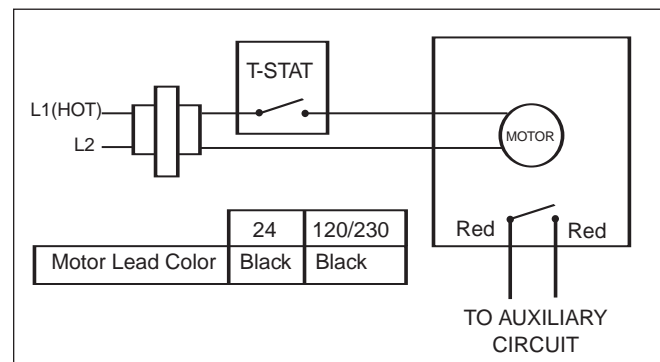 T-STAT
L1(HOT)
L2
MOTOR
24 120/230
Motor Lead Color Black Black
Red Red
TO AUXILIARY
CIRCUIT